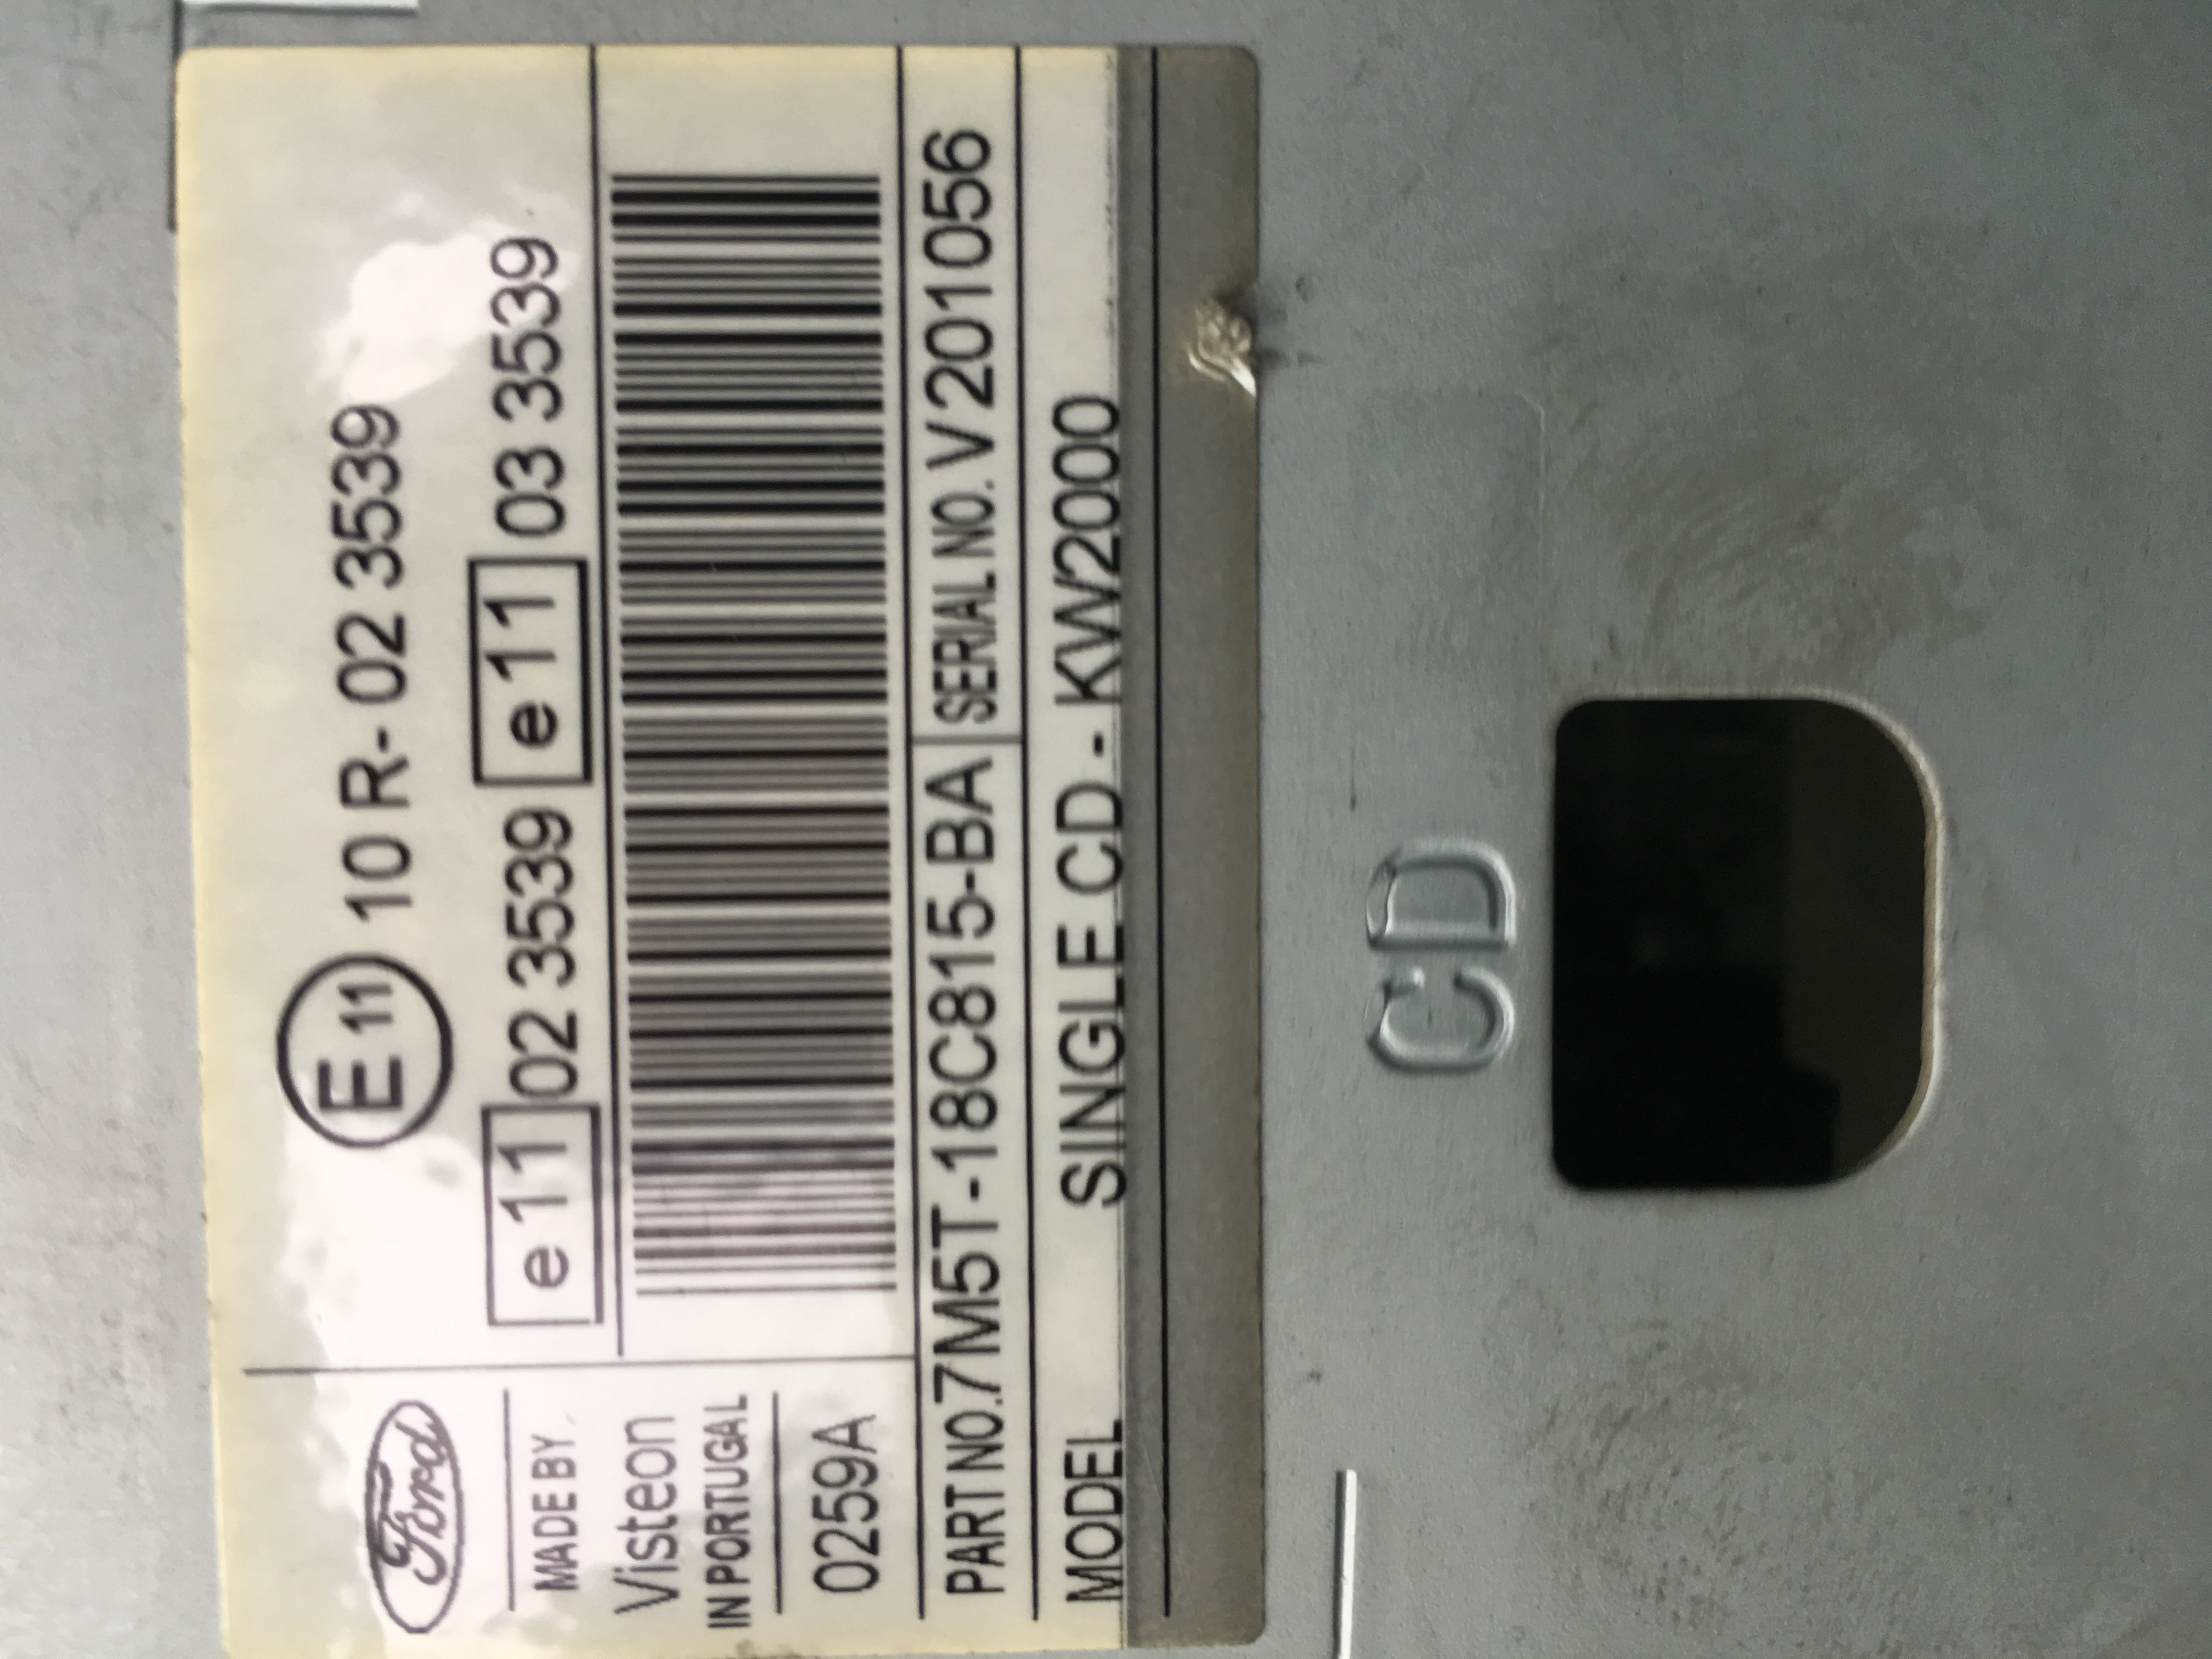 E 11 10 R - 02 3539
e 11 02 3539 e 11 03 3539
Ford
MADE BY
Visteon
IN PORTUGAL
0259A
PART NO. 7M5T-18C815-BA SERIAL NO. V201056
MODEL SINGLE CD - KW2000
CD